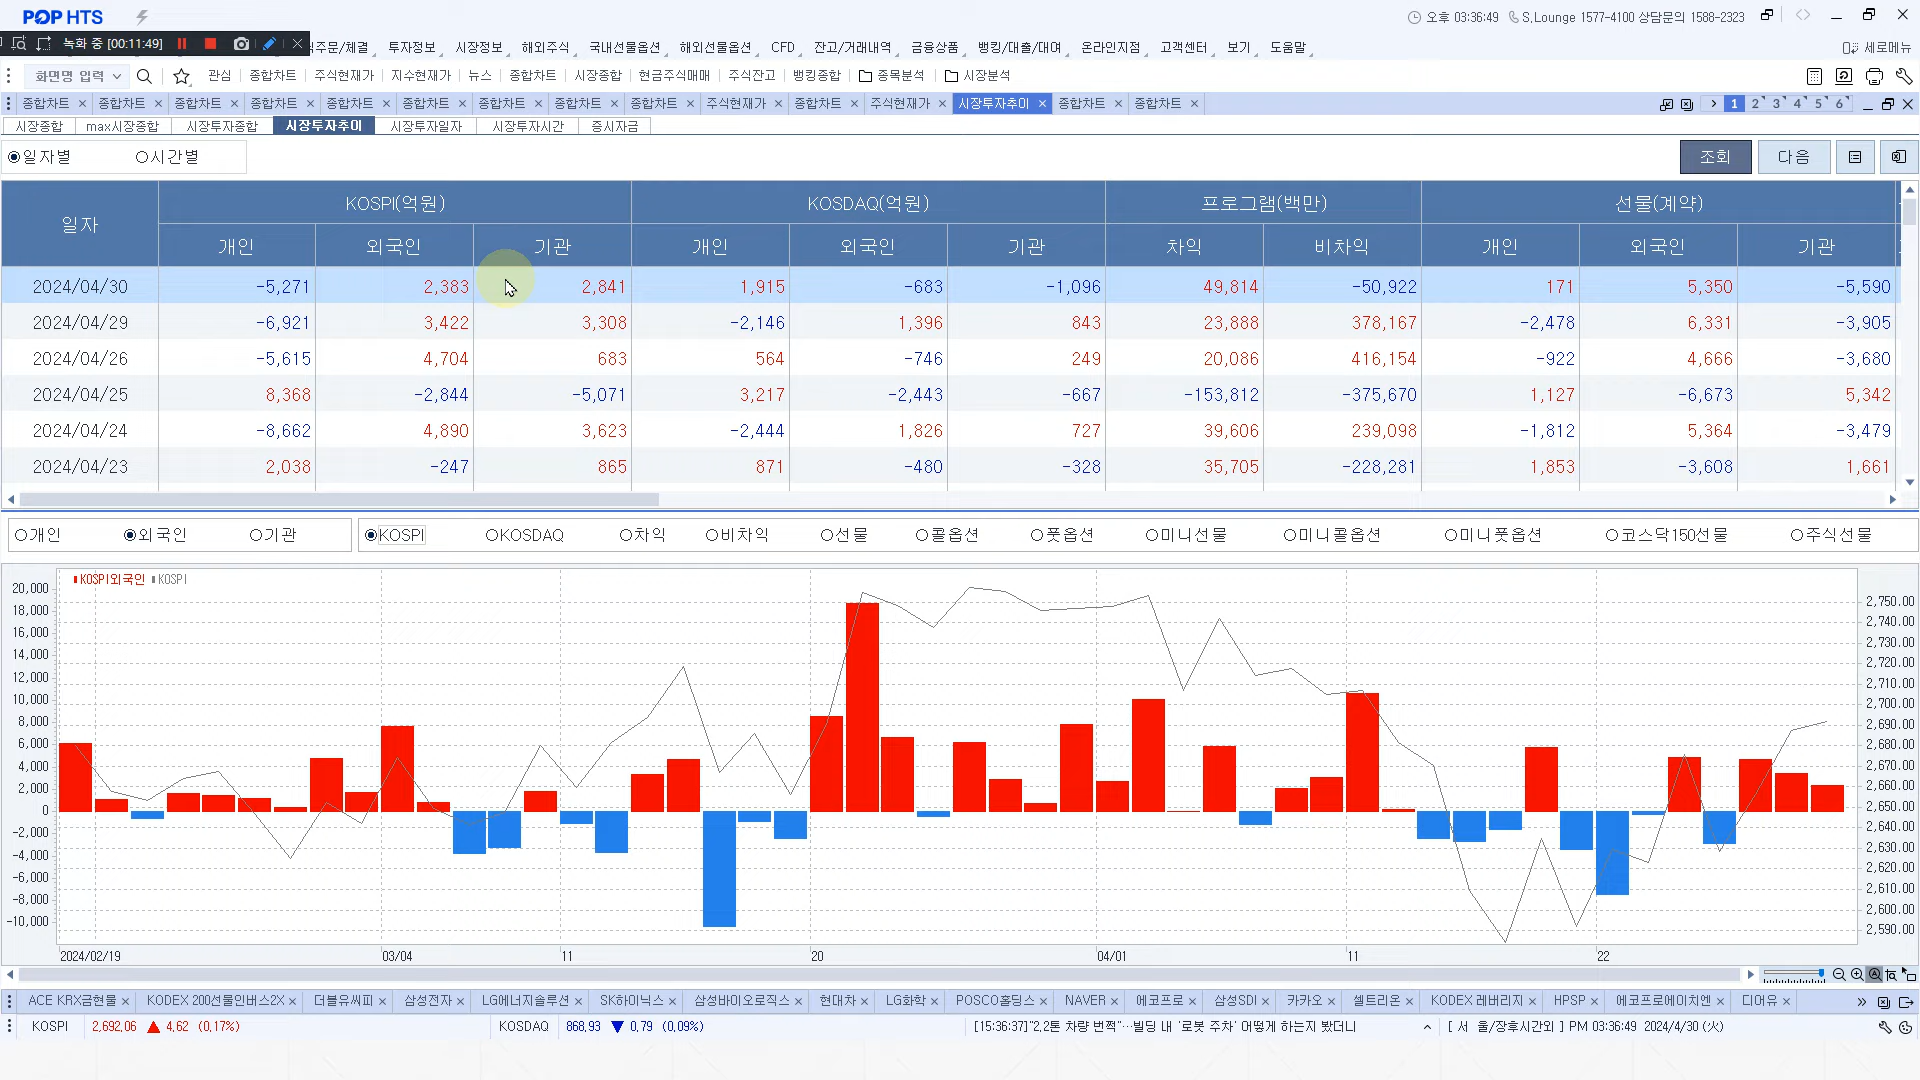 POP HTS
오후 03:36:49 S.Lounge 1577-4100 상담문의 1588-2323
녹화 중 [00:11:49]
주문/체결 투자정보 시장정보 해외주식 국내선물옵션 해외선물옵션 CFD 잔고/거래내역 금융상품 뱅킹/대출/대여 온라인지점 고객센터 보기 도움말 세로메뉴
화면명 입력 관심 종합차트 주식현재가 지수현재가 뉴스 종합차트 시장종합 현금주식매매 주식잔고 뱅킹종합 종목분석 시장분석
종합차트 × 종합차트 × 종합차트 × 종합차트 × 종합차트 × 종합차트 × 종합차트 × 종합차트 × 종합차트 × 주식현재가 × 종합차트 × 주식현재가 × 시장투자추이 × 종합차트 × 종합차트 × 1 2 3 4 5 6
시장종합 max시장종합 시장투자종합 시장투자추이 시장투자일자 시장투자시간 증시자금
일자별 시간별 조회 다음
일자 KOSPI(억원) KOSDAQ(억원) 프로그램(백만) 선물(계약)
개인 외국인 기관 개인 외국인 기관 차익 비차익 개인 외국인 기관
2024/04/30 -5,271 2,383 2,841 1,915 -683 -1,096 49,814 -50,922 171 5,350 -5,590
2024/04/29 -6,921 3,422 3,308 -2,146 1,396 843 23,888 378,167 -2,478 6,331 -3,905
2024/04/26 -5,615 4,704 683 564 -746 249 20,086 416,154 -922 4,666 -3,680
2024/04/25 8,368 -2,844 -5,071 3,217 -2,443 -667 -153,812 -375,670 1,127 -6,673 5,342
2024/04/24 -8,662 4,890 3,623 -2,444 1,826 727 39,606 239,098 -1,812 5,364 -3,479
2024/04/23 2,038 -247 865 871 -480 -328 35,705 -228,281 1,853 -3,608 1,661
개인 외국인 기관 KOSPI KOSDAQ 차익 비차익 선물 콜옵션 풋옵션 미니선물 미니콜옵션 미니풋옵션 코스닥150선물 주식선물
KOSPI외국인 KOSPI
20,000
18,000
16,000
14,000
12,000
10,000
8,000
6,000
4,000
2,000
0
-2,000
-4,000
-6,000
-8,000
-10,000
2,750.00
2,740.00
2,730.00
2,720.00
2,710.00
2,700.00
2,690.00
2,680.00
2,670.00
2,660.00
2,650.00
2,640.00
2,630.00
2,620.00
2,610.00
2,600.00
2,590.00
2024/02/19 03/04 11 20 04/01 11 22
ACE KRX금현물 × KODEX 200선물인버스2X × 더블유씨피 × 삼성전자 × LG에너지솔루션 × SK하이닉스 × 삼성바이오로직스 × 현대차 × LG화학 × POSCO홀딩스 × NAVER × 에코프로 × 삼성SDI × 카카오 × 셀트리온 × KODEX 레버리지 × HPSP × 에코프로에이치엔 × 디어유 ×
KOSPI 2,692.06 ▲ 4.62 (0.17%) KOSDAQ 868.93 ▼ 0.79 (0.09%) [15:36:37]"2.2톤 차량 번쩍"…빌딩 내 '로봇 주차' 어떻게 하는지 봤더니 [ 서 울/장후시간외 ] PM 03:36:49 2024/4/30 (火)